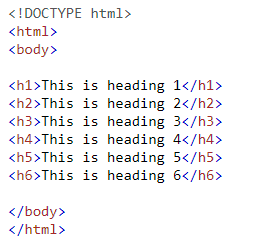 <!DOCTYPE html>
<html>
<body>
<h1>This is heading 1</h1>
<h2>This is heading 2</h2>
<h3>This is heading 3</h3>
<h4>This is heading 4</h4>
<h5>This is heading 5</h5>
<h6>This is heading 6</h6>
</body>
</html>